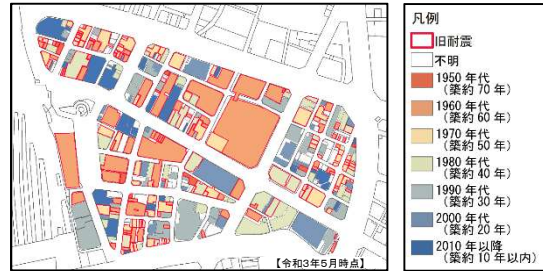 【令和3年5月時点】
凡例
旧耐震
不明
1950 年代
（築約 70 年）
1960 年代
（築約 60 年）
1970 年代
（築約 50 年）
1980 年代
（築約 40 年）
1990 年代
（築約 30 年）
2000 年代
（築約 20 年）
2010 年以降
（築約 10 年以内）